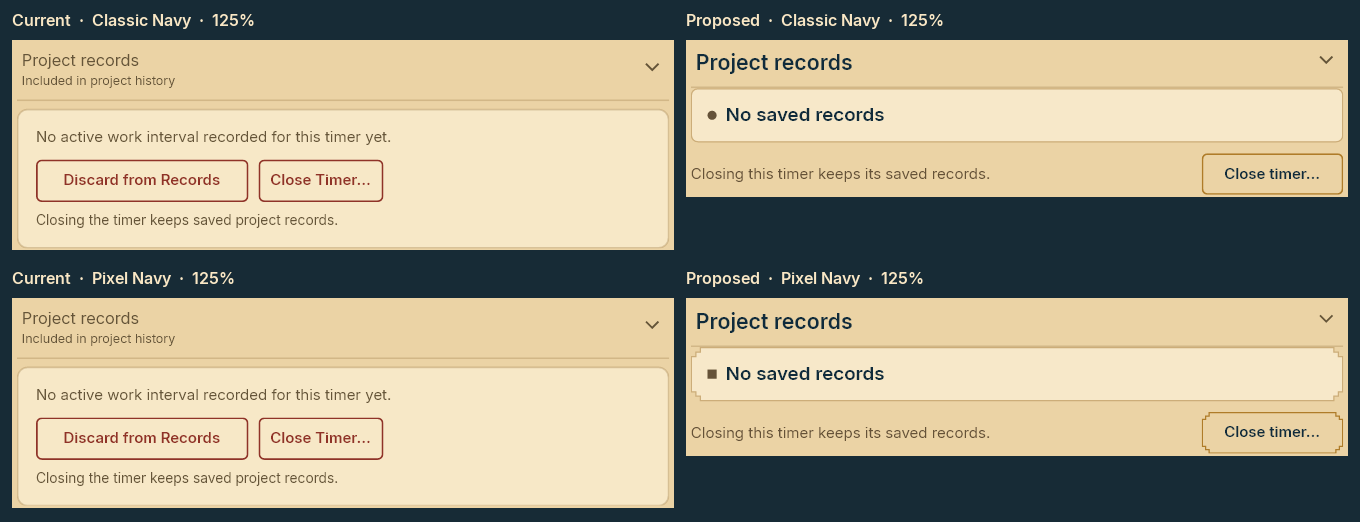 Current · Classic Navy · 125%
Project records
Included in project history
No active work interval recorded for this timer yet.
Discard from Records
Close Timer...
Closing the timer keeps saved project records.
Proposed · Classic Navy · 125%
Project records
No saved records
Closing this timer keeps its saved records.
Close timer...
Current · Pixel Navy · 125%
Project records
Included in project history
No active work interval recorded for this timer yet.
Discard from Records
Close Timer...
Closing the timer keeps saved project records.
Proposed · Pixel Navy · 125%
Project records
No saved records
Closing this timer keeps its saved records.
Close timer...